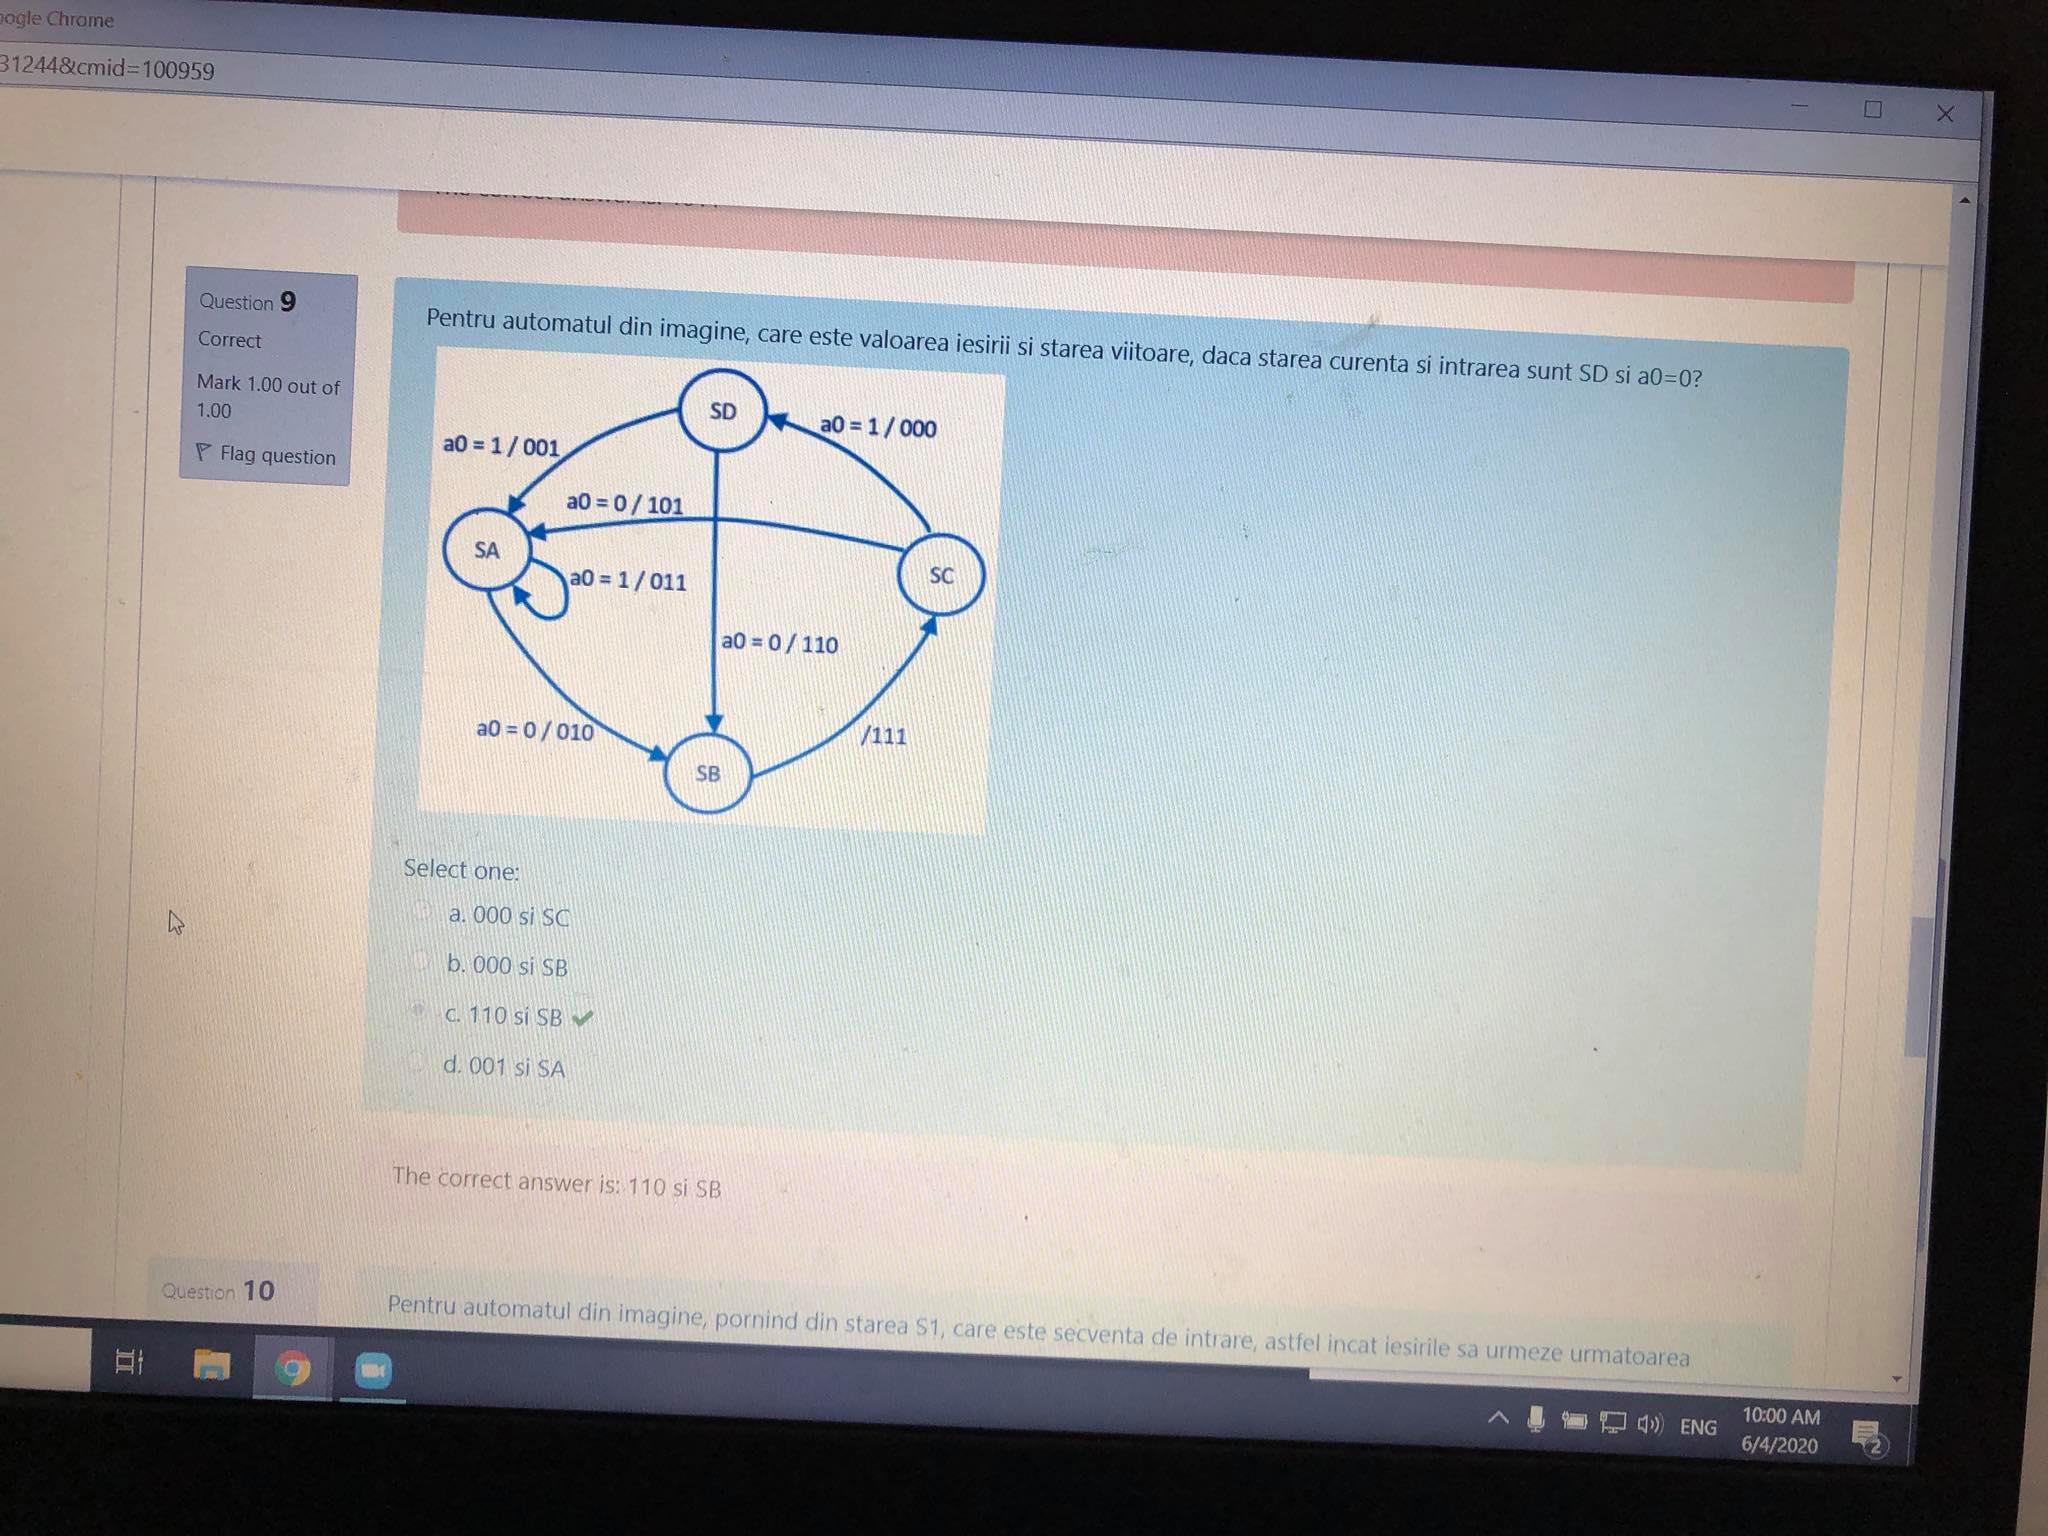 oogle Chrome
31244&cmid=100959
Question 9
Correct
Mark 1.00 out of
1.00
Flag question
Pentru automatul din imagine, care este valoarea iesirii si starea viitoare, daca starea curenta si intrarea sunt SD si a0=0?
SD
a0 = 1 / 000
a0 = 1 / 001
a0 = 0 / 101
SA
a0 = 1 / 011
SC
a0 = 0 / 110
a0 = 0 / 010
/111
SB
Select one:
a. 000 si SC
b. 000 si SB
c. 110 si SB
d. 001 si SA
The correct answer is: 110 si SB
Question 10
Pentru automatul din imagine, pornind din starea S1, care este secventa de intrare, astfel incat iesirile sa urmeze urmatoarea
ENG
10:00 AM
6/4/2020
2